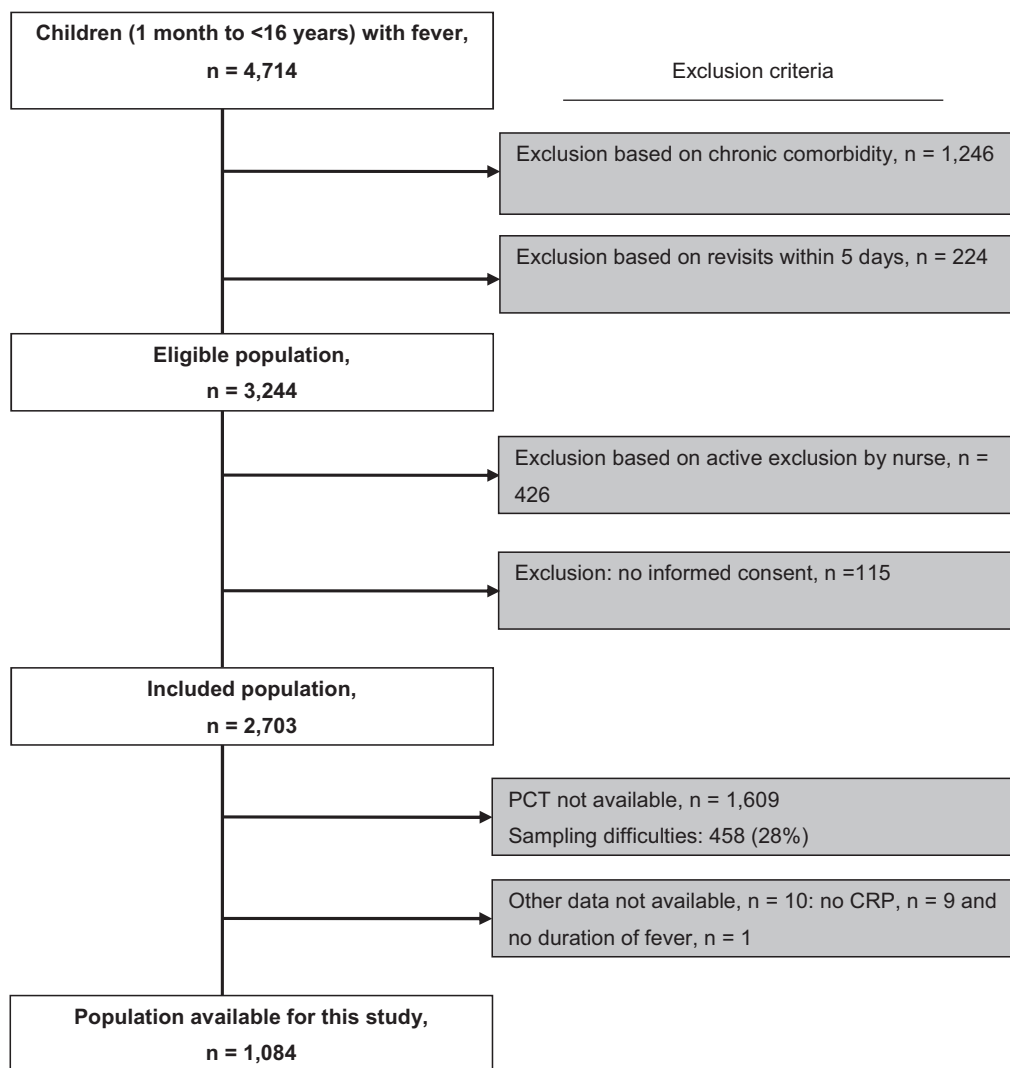 Children (1 month to <16 years) with fever,
n = 4,714
Exclusion criteria
Exclusion based on chronic comorbidity, n = 1,246
Exclusion based on revisits within 5 days, n = 224
Eligible population,
n = 3,244
Exclusion based on active exclusion by nurse, n =
426
Exclusion: no informed consent, n =115
Included population,
n = 2,703
PCT not available, n = 1,609
Sampling difficulties: 458 (28%)
Other data not available, n = 10: no CRP, n = 9 and
no duration of fever, n = 1
Population available for this study,
n = 1,084